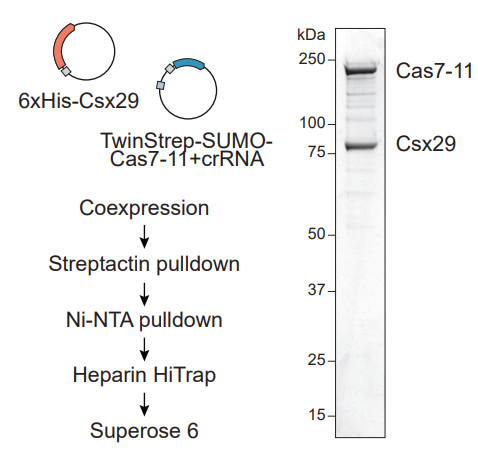 6xHis-Csx29
TwinStrep-SUMO-
Cas7-11+crRNA
Coexpression
Streptactin pulldown
Ni-NTA pulldown
Heparin HiTrap
Superose 6
kDa
250
100
75
50
37
25
15
Cas7-11
Csx29